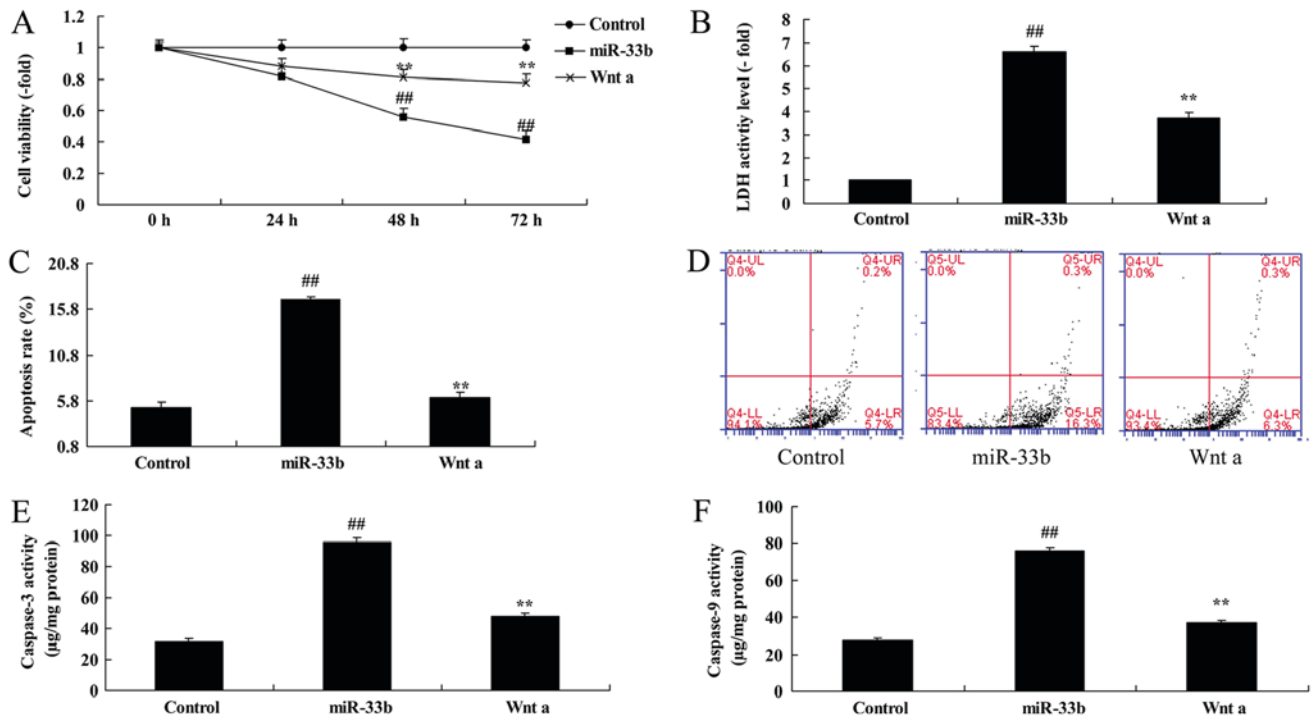 A
Cell viability (-fold)
1.2
1
0.8
0.6
0.4
0.2
0
0 h
24 h
48 h
72 h
**
**
##
##
Control
miR-33b
Wnt a
B
LDH activtiy level (- fold)
8
7
6
5
4
3
2
1
0
##
**
Control
miR-33b
Wnt a
C
Apoptosis rate (%)
20.8
15.8
10.8
5.8
0.8
##
**
Control
miR-33b
Wnt a
D
Q4-UL
0.0%
Q4-UR
0.2%
Q4-LL
94.1%
Q4-LR
5.7%
Control
Q5-UL
0.0%
Q5-UR
0.3%
Q5-LL
83.4%
Q5-LR
16.3%
miR-33b
Q4-UL
0.0%
Q4-UR
0.3%
Q4-LL
93.4%
Q4-LR
6.3%
Wnt a
E
Caspase-3 activity
(µg/mg protein)
120
100
80
60
40
20
0
##
**
Control
miR-33b
Wnt a
F
Caspase-9 activity
(µg/mg protein)
100
80
60
40
20
0
##
**
Control
miR-33b
Wnt a